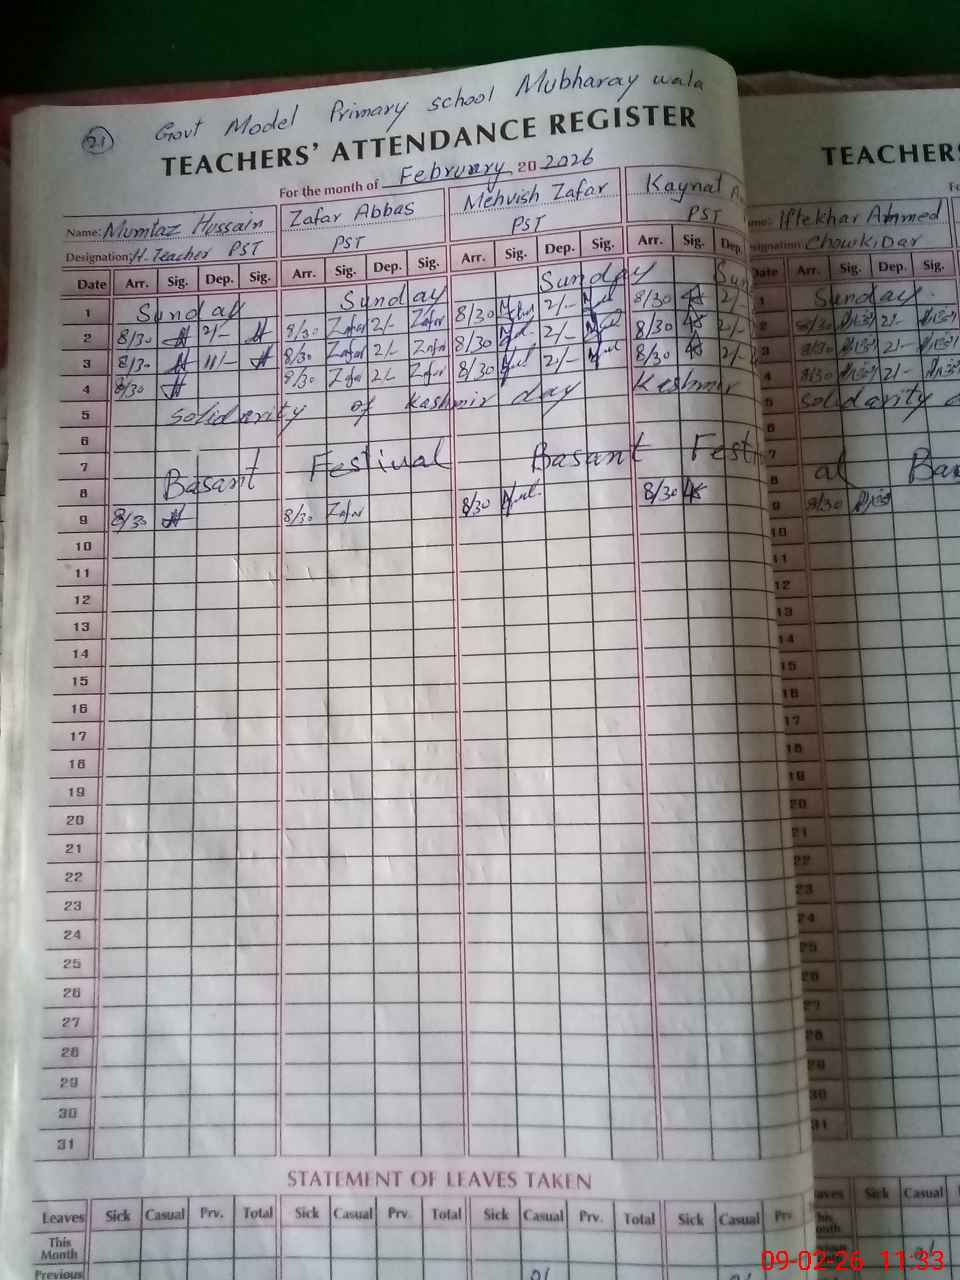 21
Govt Model Primary school Mubharay wala
TEACHERS' ATTENDANCE REGISTER
For the month of February 20 2026
Name: Mumtaz Hussain Zafar Abbas Mehvish Zafar Kaynat A
Designation: H. Teacher PST PST PST PST
Date Arr. Sig. Dep. Sig. Arr. Sig. Dep. Sig. Arr. Sig. Dep. Sig. Arr. Sig. Dep.
1 Sunday Sunday Sunday Sun
2 8/30 2/- 8/30 Zafar 2/- Zafar 8/30 2/- 8/30 2/-
3 8/30 11/- 8/30 Zafar 2/- Zafar 8/30 2/- 8/30 2/-
4 8/30 8/30 Zafar 2/- Zafar 8/30 2/- 8/30 2/-
5 solidarity of Kashmir day Keshmir
6
7 Basant Festival Basant Fest
8
9 8/30 8/30 Zafar 8/30 8/30
10
11
12
13
14
15
16
17
18
19
20
21
22
23
24
25
26
27
28
29
30
31
STATEMENT OF LEAVES TAKEN
Leaves Sick Casual Prv. Total Sick Casual Prv. Total Sick Casual Prv. Total Sick Casual Prv.
This Month
Previous
TEACHERS
Iftekhar Ahmed
Designation: Chowkidar
Date Arr. Sig. Dep. Sig.
1 Sunday
2 8/30 2/-
3 8/30 2/-
4 8/30 2/-
5 solidarity
6
7 al Ba
8
9 8/30
10
11
12
13
14
15
16
17
18
19
20
21
22
23
24
25
26
27
28
29
30
31
Sick Casual
09-02-26 11:33